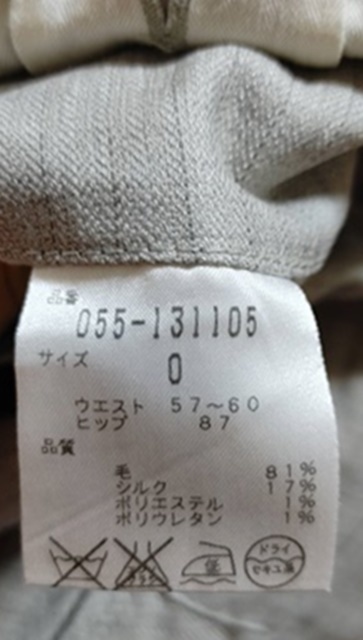 品番
055-131105
サイズ 0
ウエスト 57～60
ヒップ 87
品質
毛 81%
シルク 17%
ポリエステル 1%
ポリウレタン 1%
ドライ
セキユ系